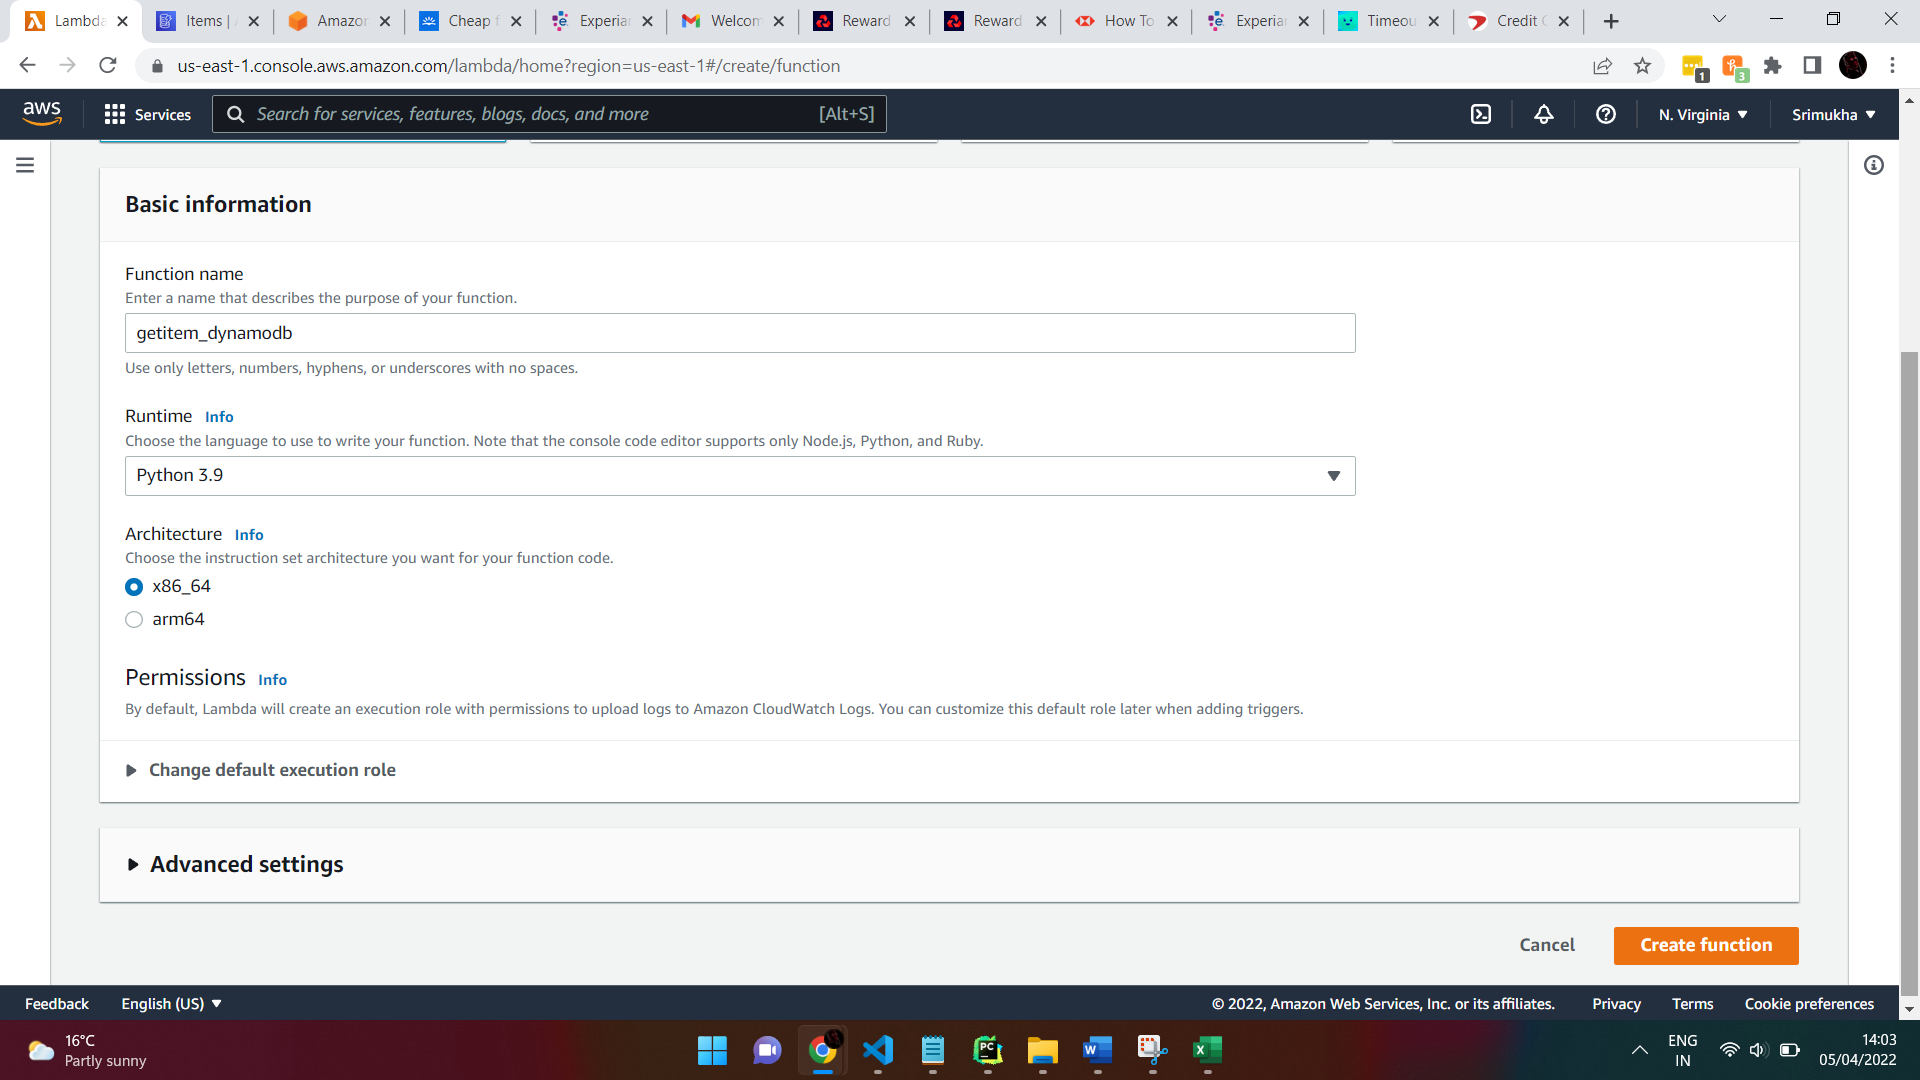 Lambda
Items |
Amazon
Cheap f
Experian
Welcom
Reward
Reward
How To
Experian
Timeou
Credit C
us-east-1.console.aws.amazon.com/lambda/home?region=us-east-1#/create/function
1
3
aws
Services
Search for services, features, blogs, docs, and more
[Alt+S]
N. Virginia
Srimukha
Basic information
Function name
Enter a name that describes the purpose of your function.
getitem_dynamodb
Use only letters, numbers, hyphens, or underscores with no spaces.
Runtime Info
Choose the language to use to write your function. Note that the console code editor supports only Node.js, Python, and Ruby.
Python 3.9
Architecture Info
Choose the instruction set architecture you want for your function code.
x86_64
arm64
Permissions Info
By default, Lambda will create an execution role with permissions to upload logs to Amazon CloudWatch Logs. You can customize this default role later when adding triggers.
Change default execution role
Advanced settings
Cancel
Create function
Feedback
English (US)
© 2022, Amazon Web Services, Inc. or its affiliates.
Privacy
Terms
Cookie preferences
16°C
Partly sunny
PC
W
X
ENG
IN
14:03
05/04/2022